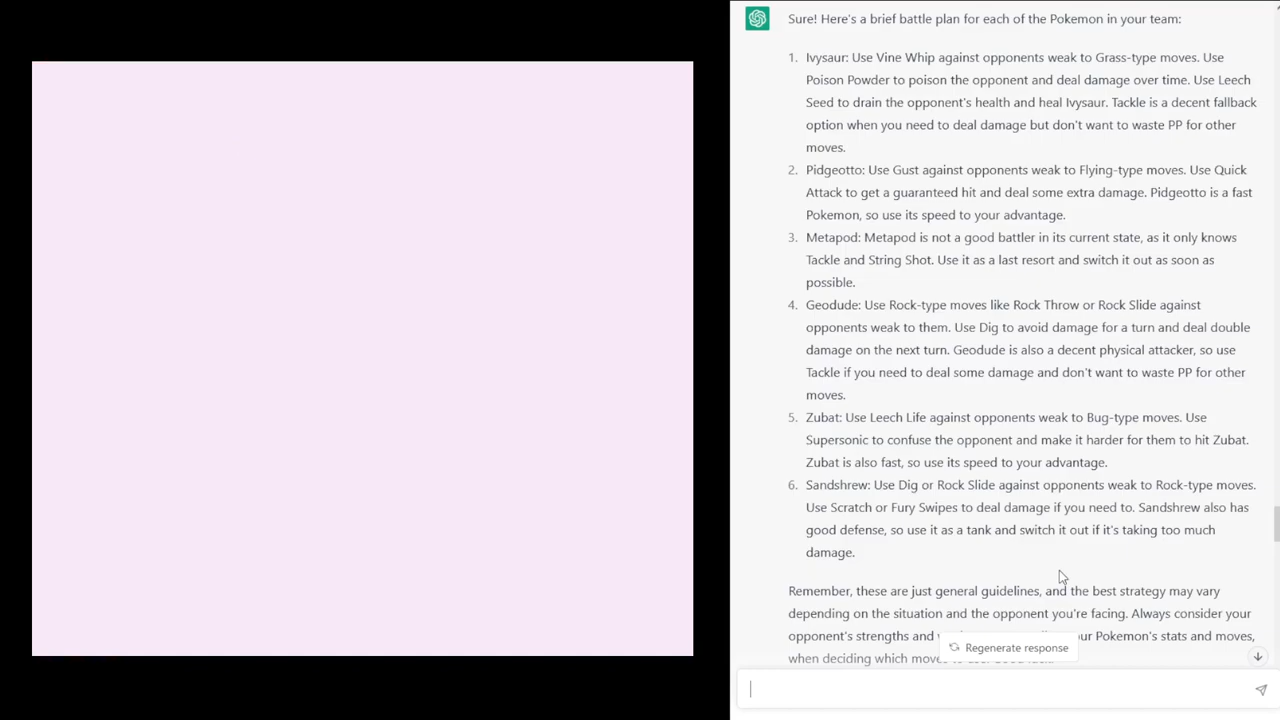 Sure! Here's a brief battle plan for each of the Pokemon in your team:
1. Ivysaur: Use Vine Whip against opponents weak to Grass-type moves. Use
Poison Powder to poison the opponent and deal damage over time. Use Leech
Seed to drain the opponent's health and heal Ivysaur. Tackle is a decent fallback
option when you need to deal damage but don't want to waste PP for other
moves.
2. Pidgeotto: Use Gust against opponents weak to Flying-type moves. Use Quick
Attack to get a guaranteed hit and deal some extra damage. Pidgeotto is a fast
Pokemon, so use its speed to your advantage.
3. Metapod: Metapod is not a good battler in its current state, as it only knows
Tackle and String Shot. Use it as a last resort and switch it out as soon as
possible.
4. Geodude: Use Rock-type moves like Rock Throw or Rock Slide against
opponents weak to them. Use Dig to avoid damage for a turn and deal double
damage on the next turn. Geodude is also a decent physical attacker, so use
Tackle if you need to deal some damage and don't want to waste PP for other
moves.
5. Zubat: Use Leech Life against opponents weak to Bug-type moves. Use
Supersonic to confuse the opponent and make it harder for them to hit Zubat.
Zubat is also fast, so use its speed to your advantage.
6. Sandshrew: Use Dig or Rock Slide against opponents weak to Rock-type moves.
Use Scratch or Fury Swipes to deal damage if you need to. Sandshrew also has
good defense, so use it as a tank and switch it out if it's taking too much
damage.
Remember, these are just general guidelines, and the best strategy may vary
depending on the situation and the opponent you're facing. Always consider your
opponent's strengths and Pokemon's stats and moves,
when deciding which
Regenerate response